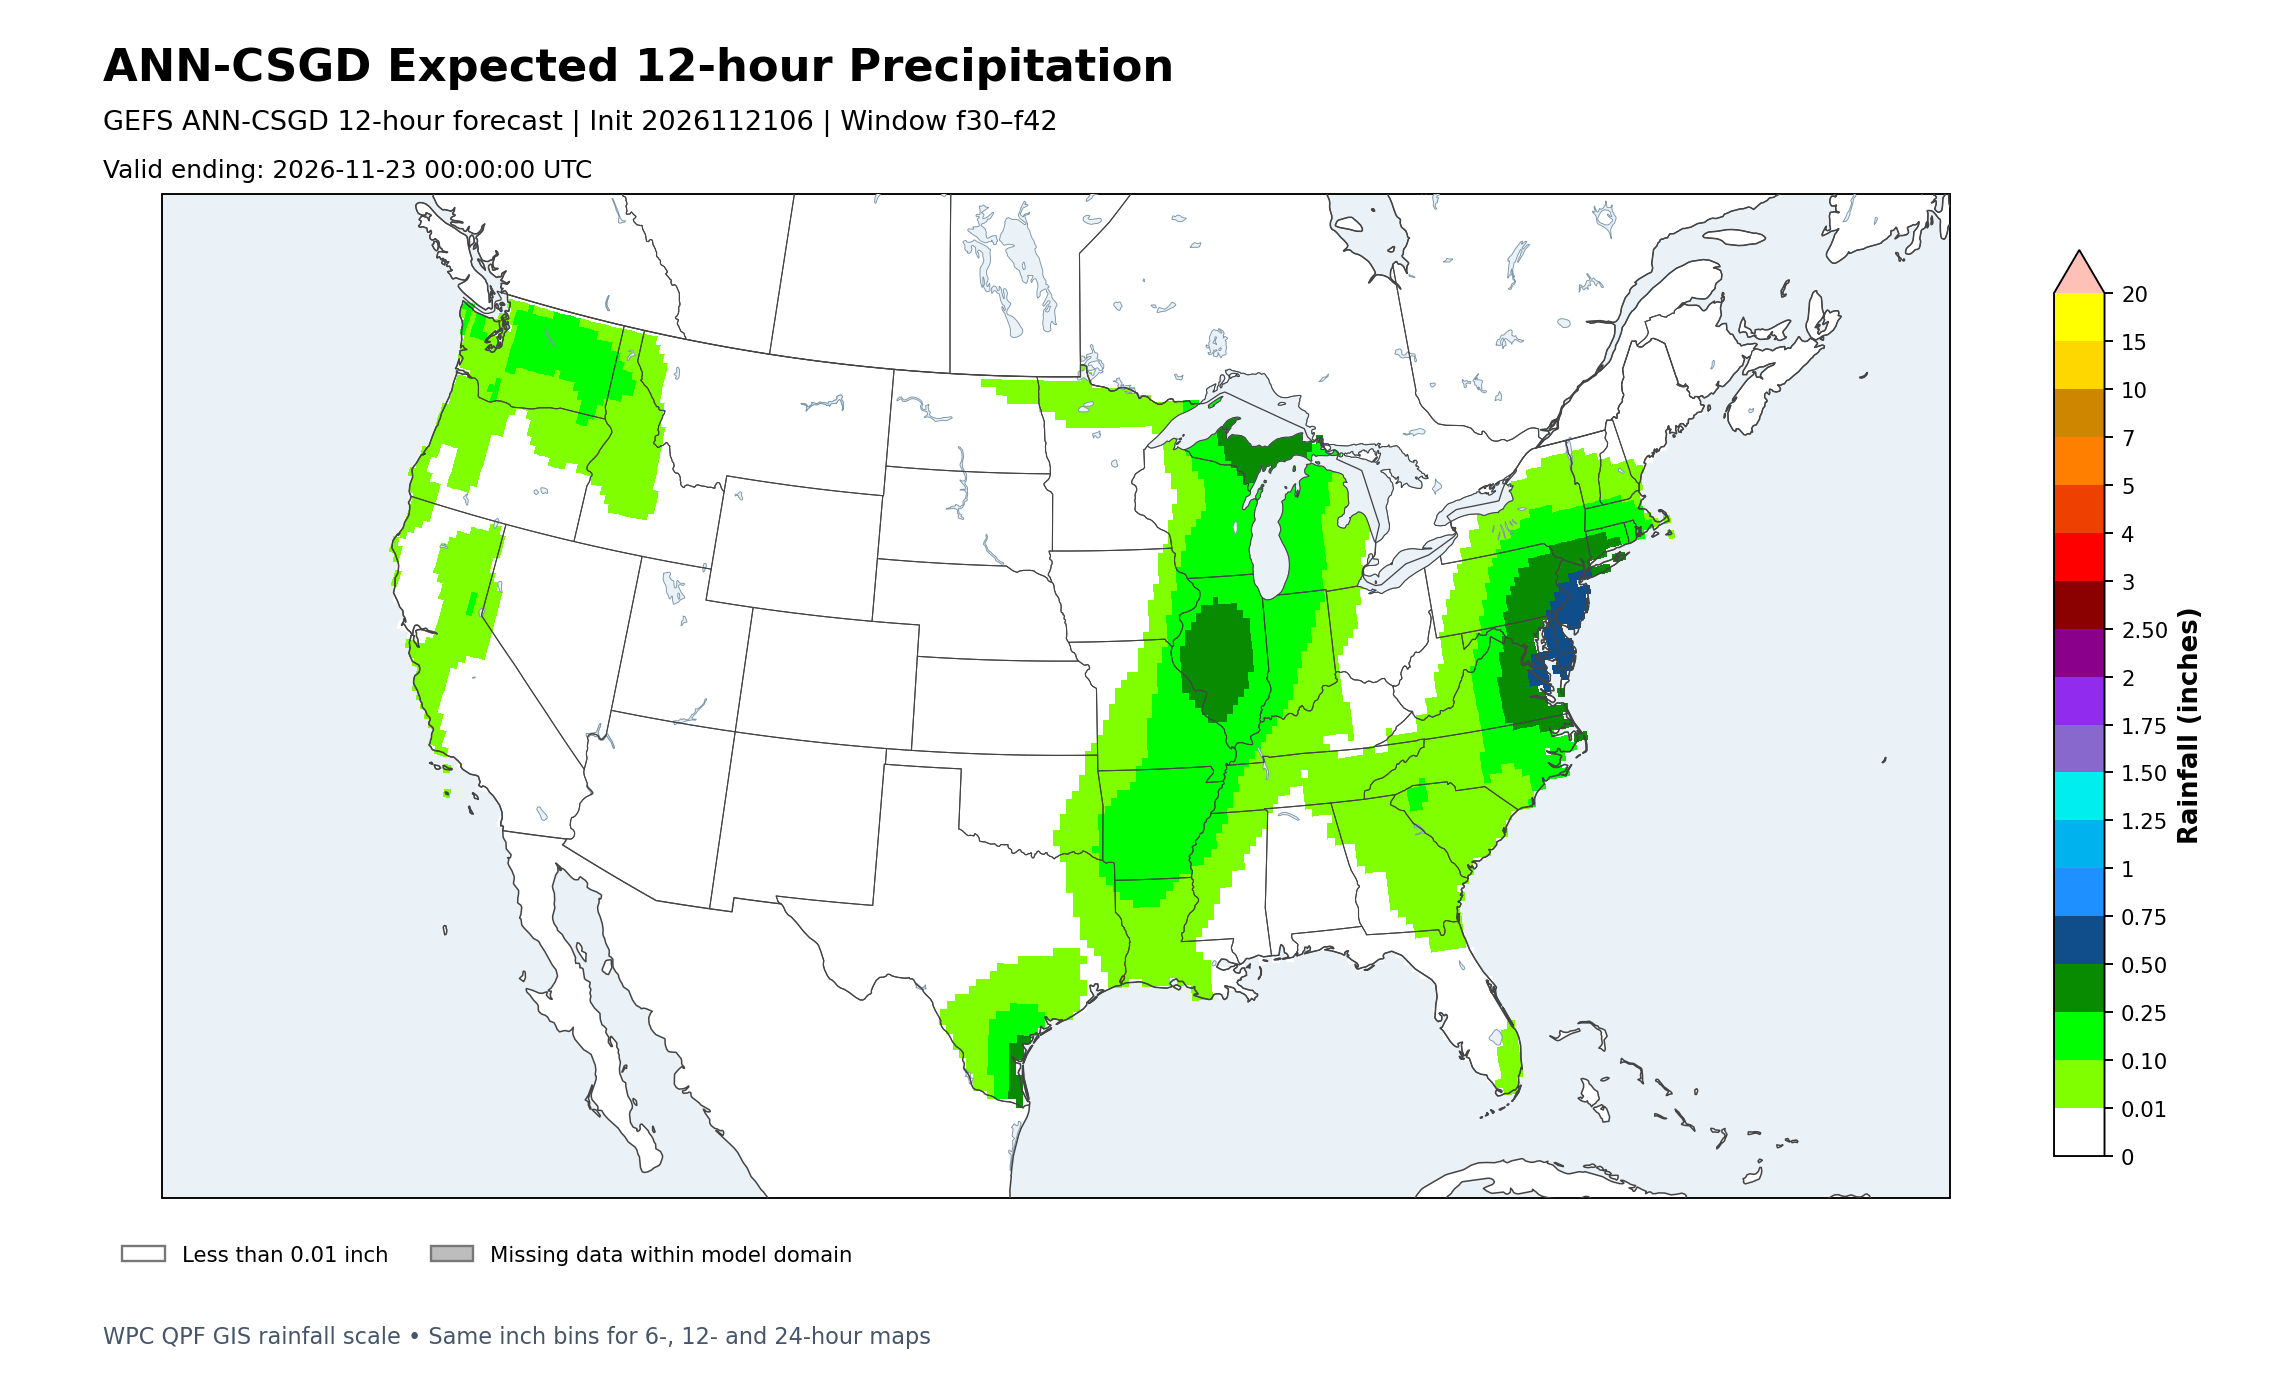 ANN-CSGD Expected 12-hour Precipitation
GEFS ANN-CSGD 12-hour forecast | Init 2026112106 | Window f30–f42
Valid ending: 2026-11-23 00:00:00 UTC
20
15
10
7
5
4
3
2.50
2
1.75
1.50
1.25
1
0.75
0.50
0.25
0.10
0.01
0
Rainfall (inches)
Less than 0.01 inch
Missing data within model domain
WPC QPF GIS rainfall scale • Same inch bins for 6-, 12- and 24-hour maps